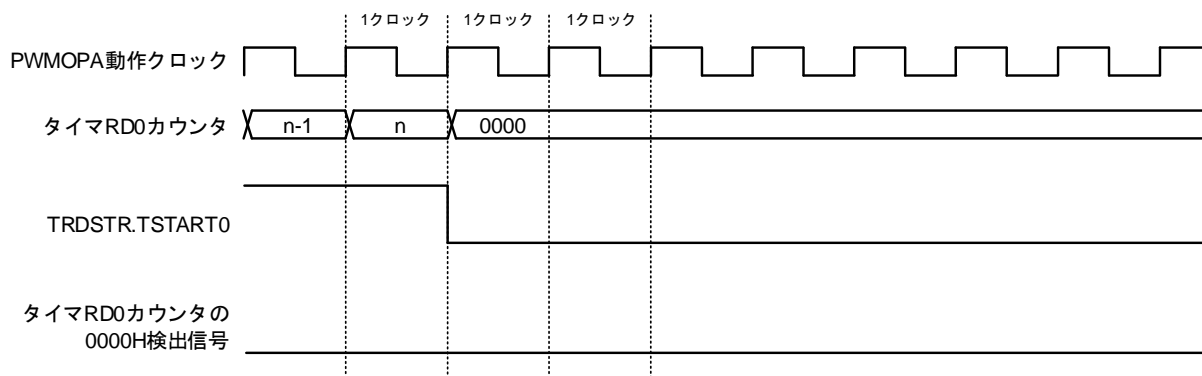 1クロック 1クロック 1クロック
PWMOPA動作クロック
タイマRD0カウンタ n-1 n 0000
TRDSTR.TSTART0
タイマRD0カウンタの
0000H検出信号